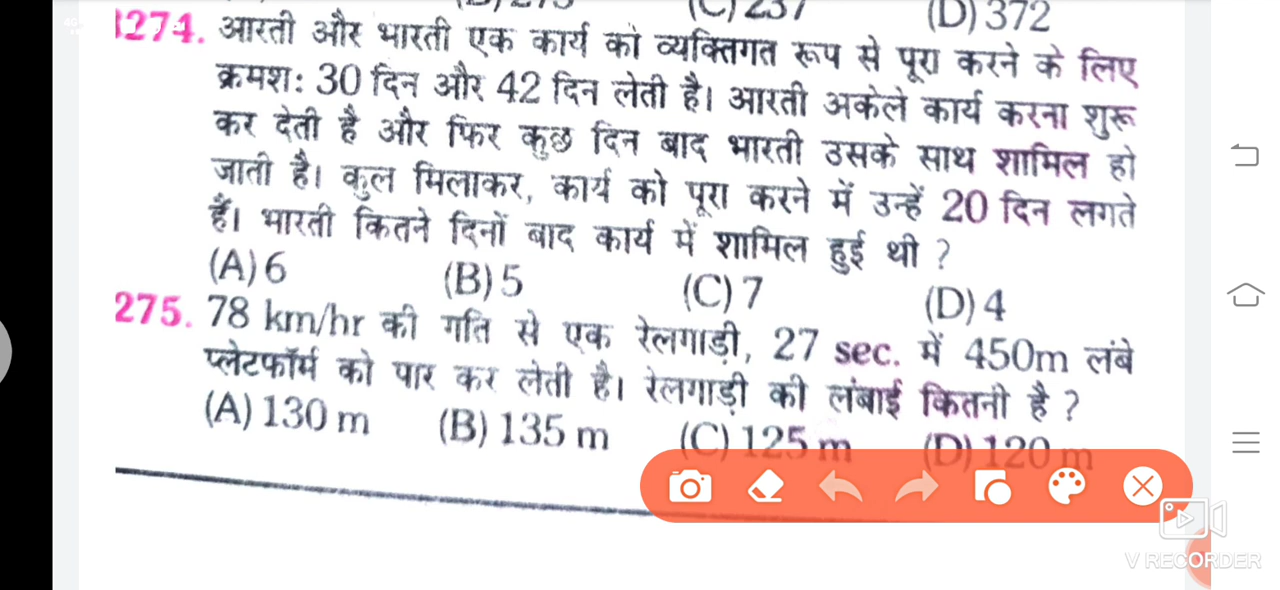 (C) 237 (D) 372
1274. आरती और भारती एक कार्य को व्यक्तिगत रूप से पूरा करने के लिए
क्रमश: 30 दिन और 42 दिन लेती है। आरती अकेले कार्य करना शुरू
कर देती है और फिर कुछ दिन बाद भारती उसके साथ शामिल हो
जाती है। कुल मिलाकर, कार्य को पूरा करने में उन्हें 20 दिन लगते
हैं। भारती कितने दिनों बाद कार्य में शामिल हुई थी ?
(A) 6 (B) 5 (C) 7 (D) 4
275. 78 km/hr की गति से एक रेलगाड़ी, 27 sec. में 450m लंबे
प्लेटफॉर्म को पार कर लेती है। रेलगाड़ी की लंबाई कितनी है ?
(A) 130 m (B) 135 m (C) 125 m (D) 120 m
V RECORDER